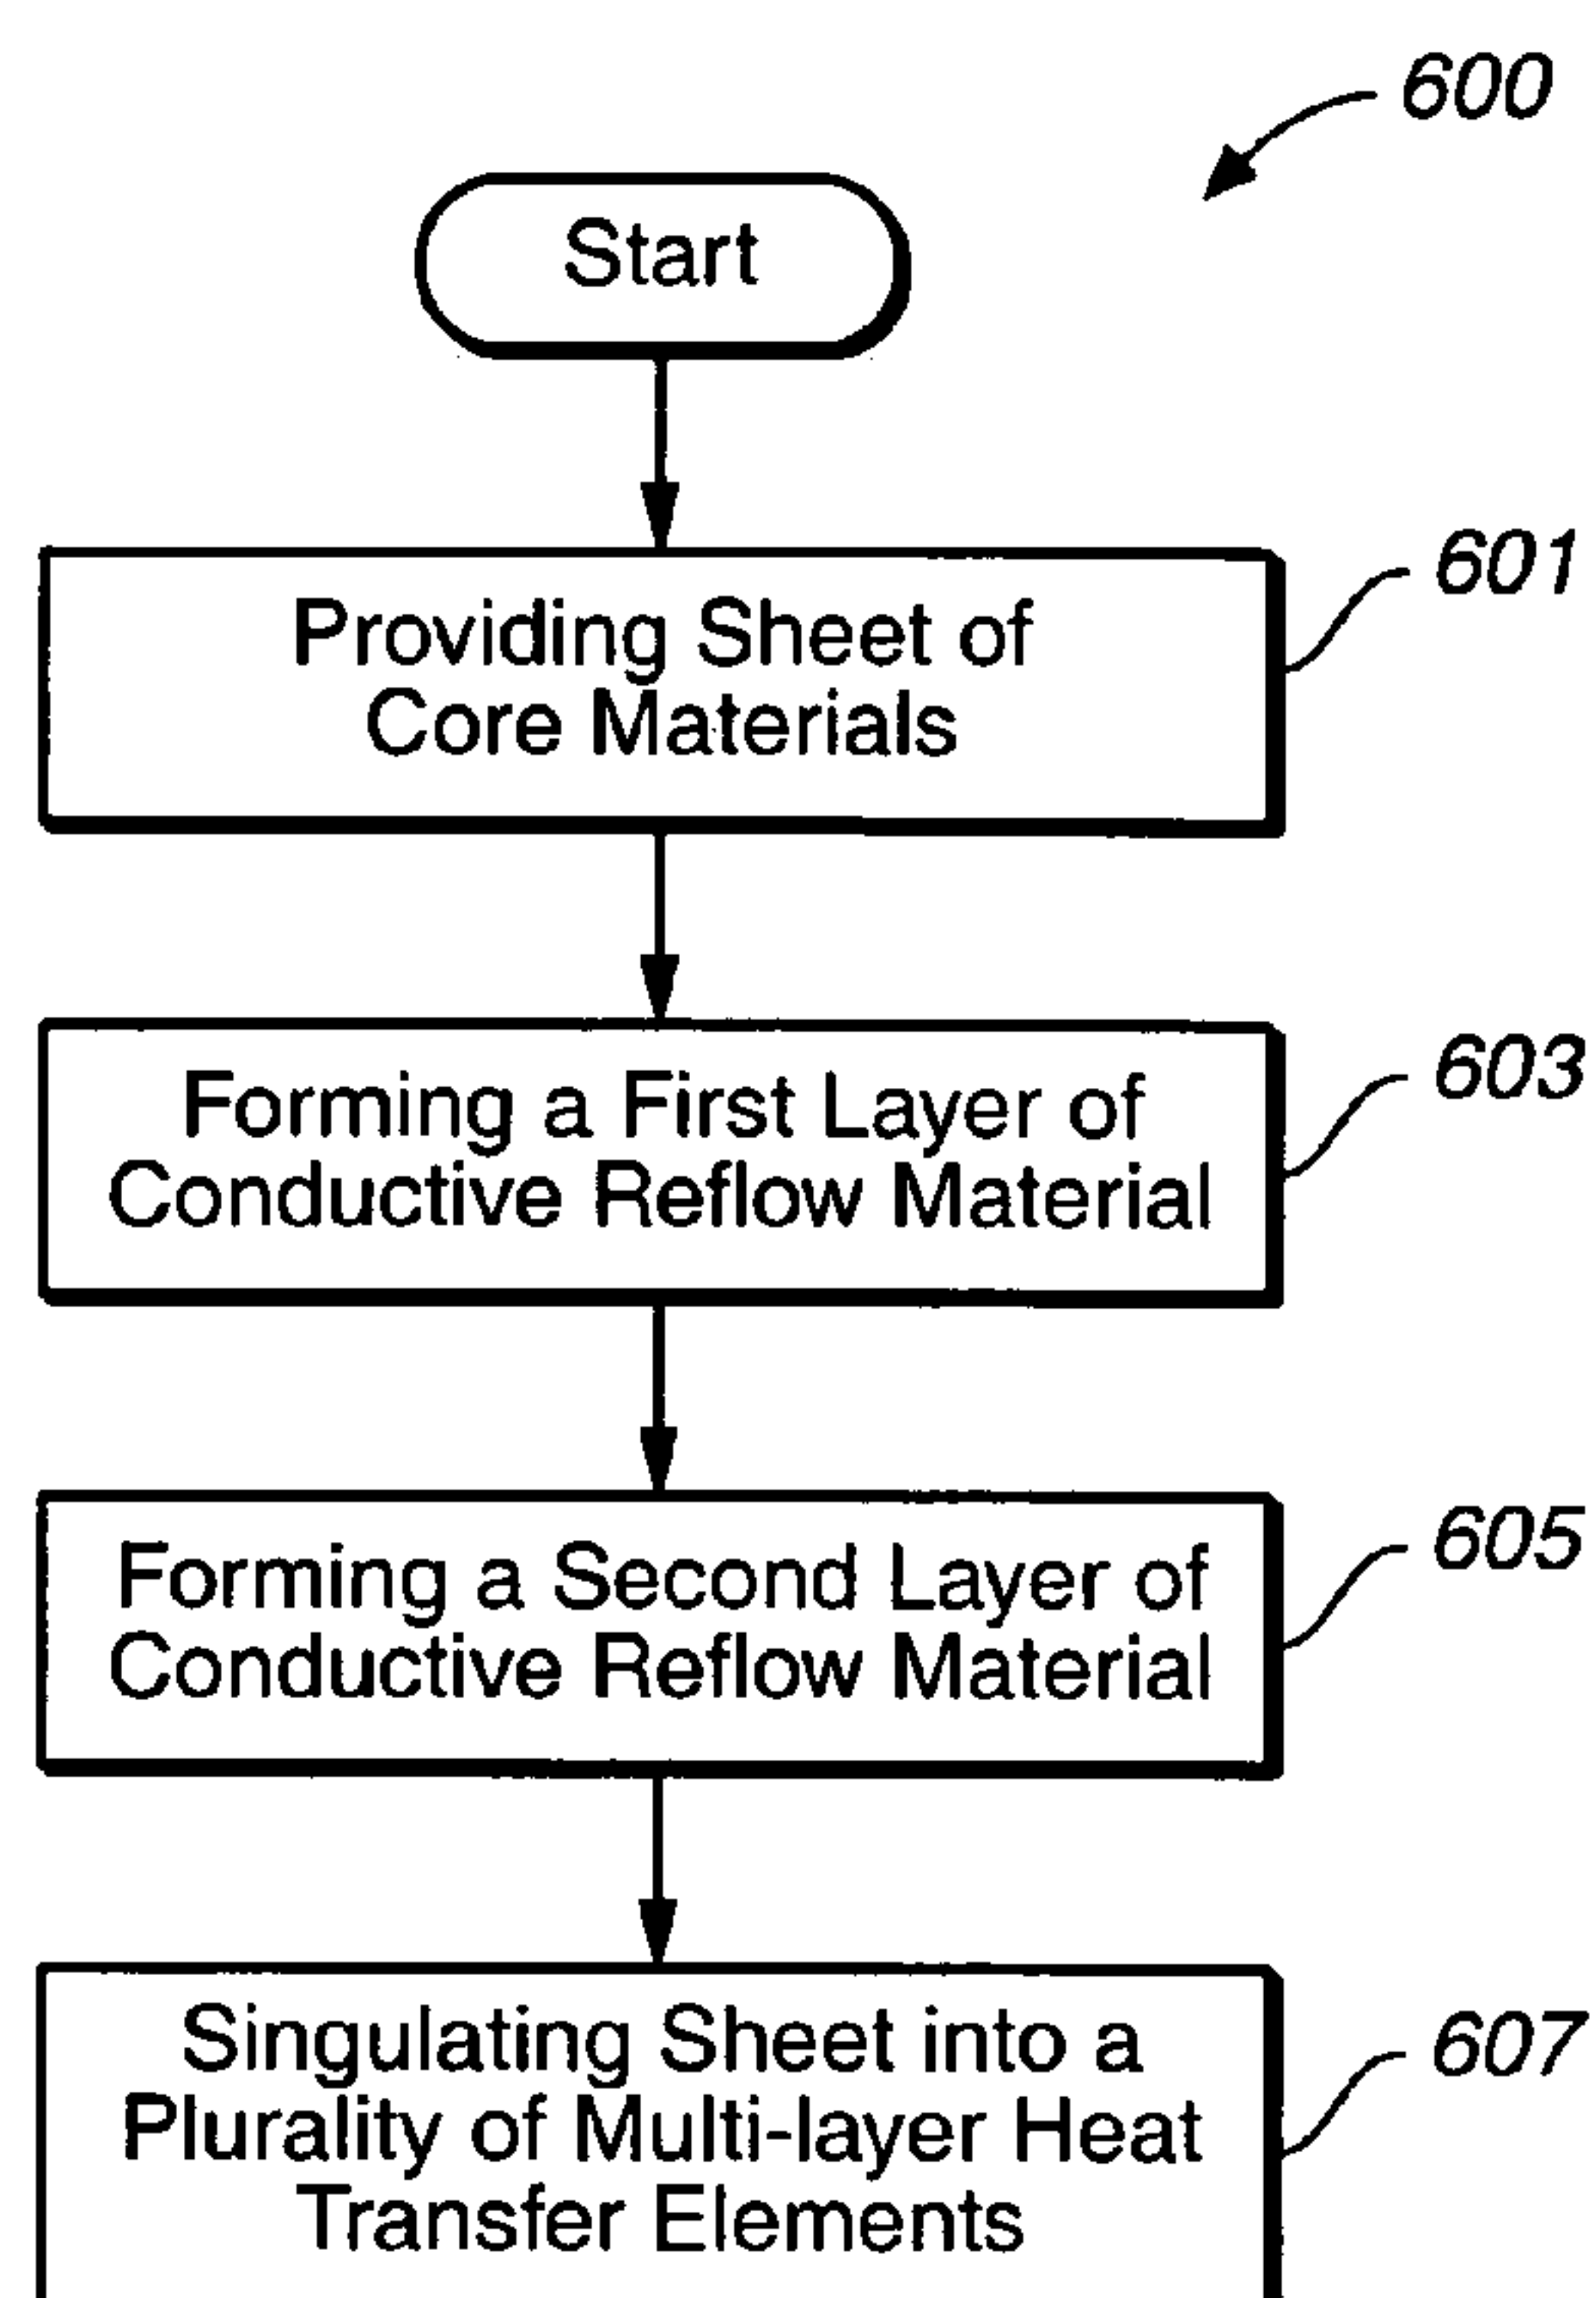 600
Start
Providing Sheet of
Core Materials
601
Forming a First Layer of
Conductive Reflow Material
603
Forming a Second Layer of
Conductive Reflow Material
605
Singulating Sheet into a
Plurality of Multi-layer Heat
Transfer Elements
607